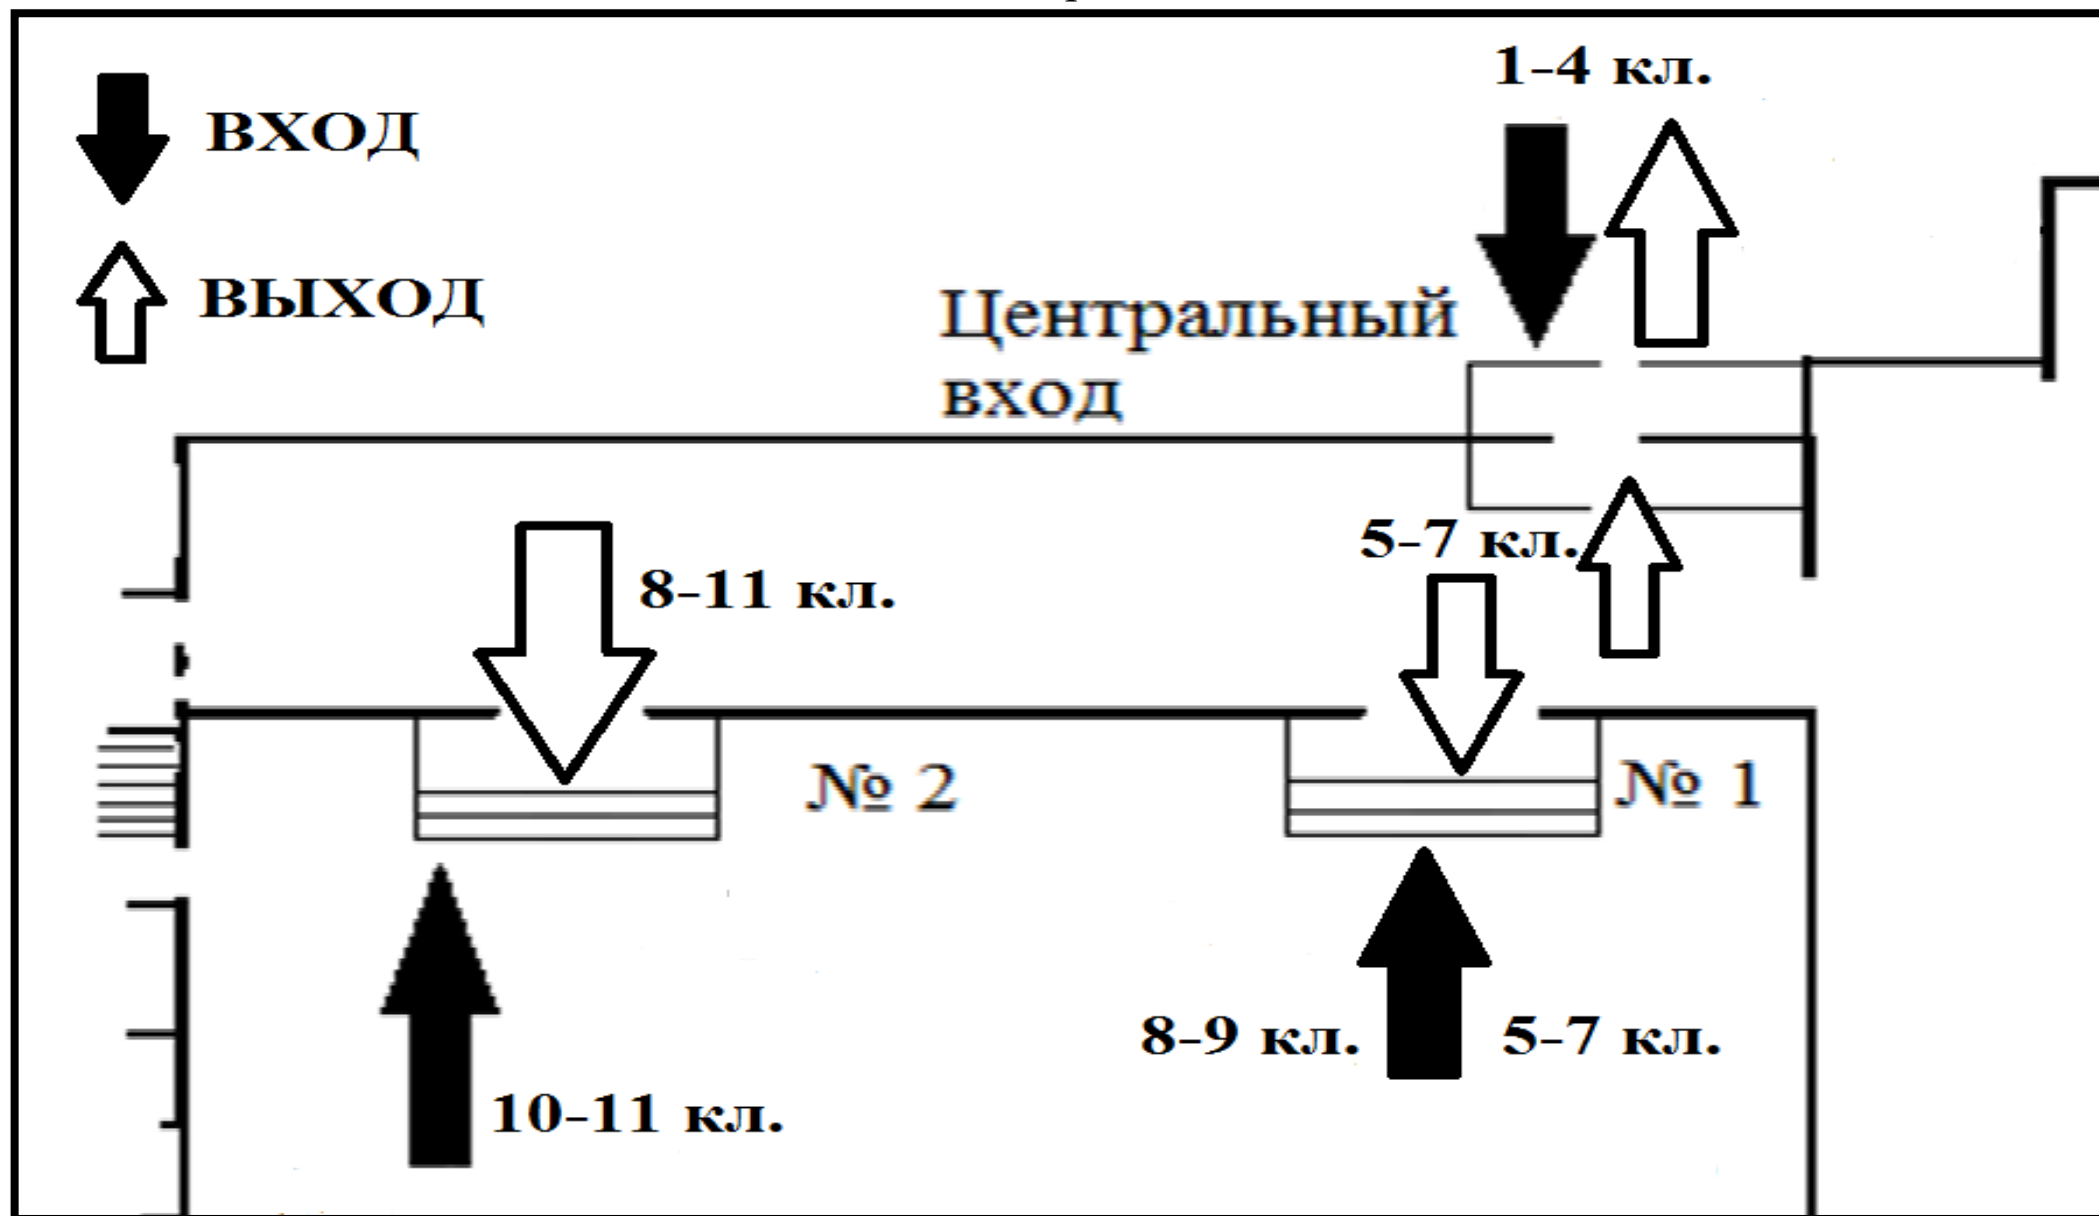 ВХОД
ВЫХОД
1-4 кл.
Центральный
вход
5-7 кл.
8-11 кл.
№ 2
№ 1
8-9 кл.
5-7 кл.
10-11 кл.